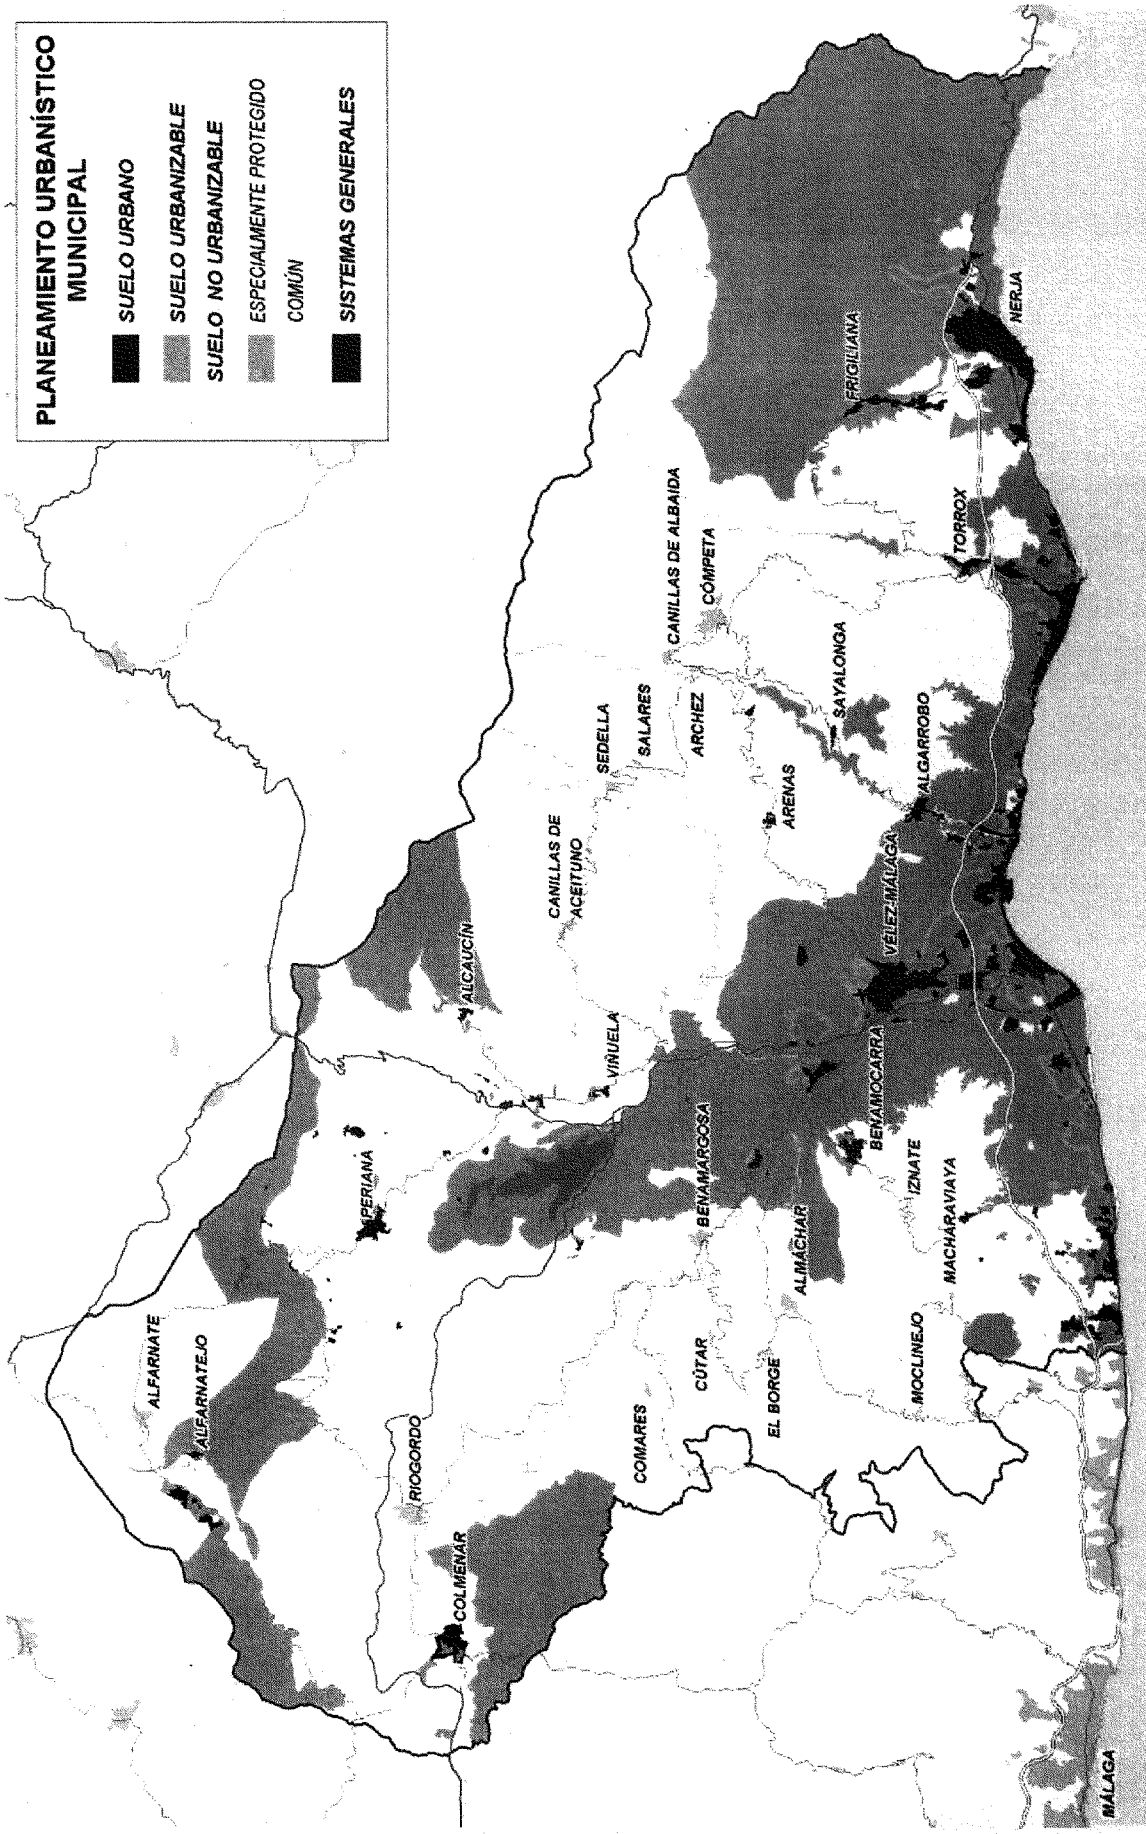 PLANEAMIENTO URBANÍSTICO
MUNICIPAL
SUELO URBANO
SUELO URBANIZABLE
SUELO NO URBANIZABLE
ESPECIALMENTE PROTEGIDO
COMÚN
SISTEMAS GENERALES
ALFARNATE
ALFARNATEJO
PERIANA
RIOGORDO
COLMENAR
ALCAUCÍN
VIÑUELA
CANILLAS DE
ACEITUNO
SEDELLA
SALARES
ARCHEZ
CANILLAS DE ALBAIDA
CÓMPETA
COMARES
CÚTAR
BENAMARGOSA
EL BORGE
ALMÁCHAR
ARENAS
SAYALONGA
FRIGILIANA
BENAMOCARRA
VÉLEZ-MÁLAGA
ALGARROBO
TORROX
NERJA
IZNATE
MACHARAVIAYA
MOCLINEJO
MÁLAGA